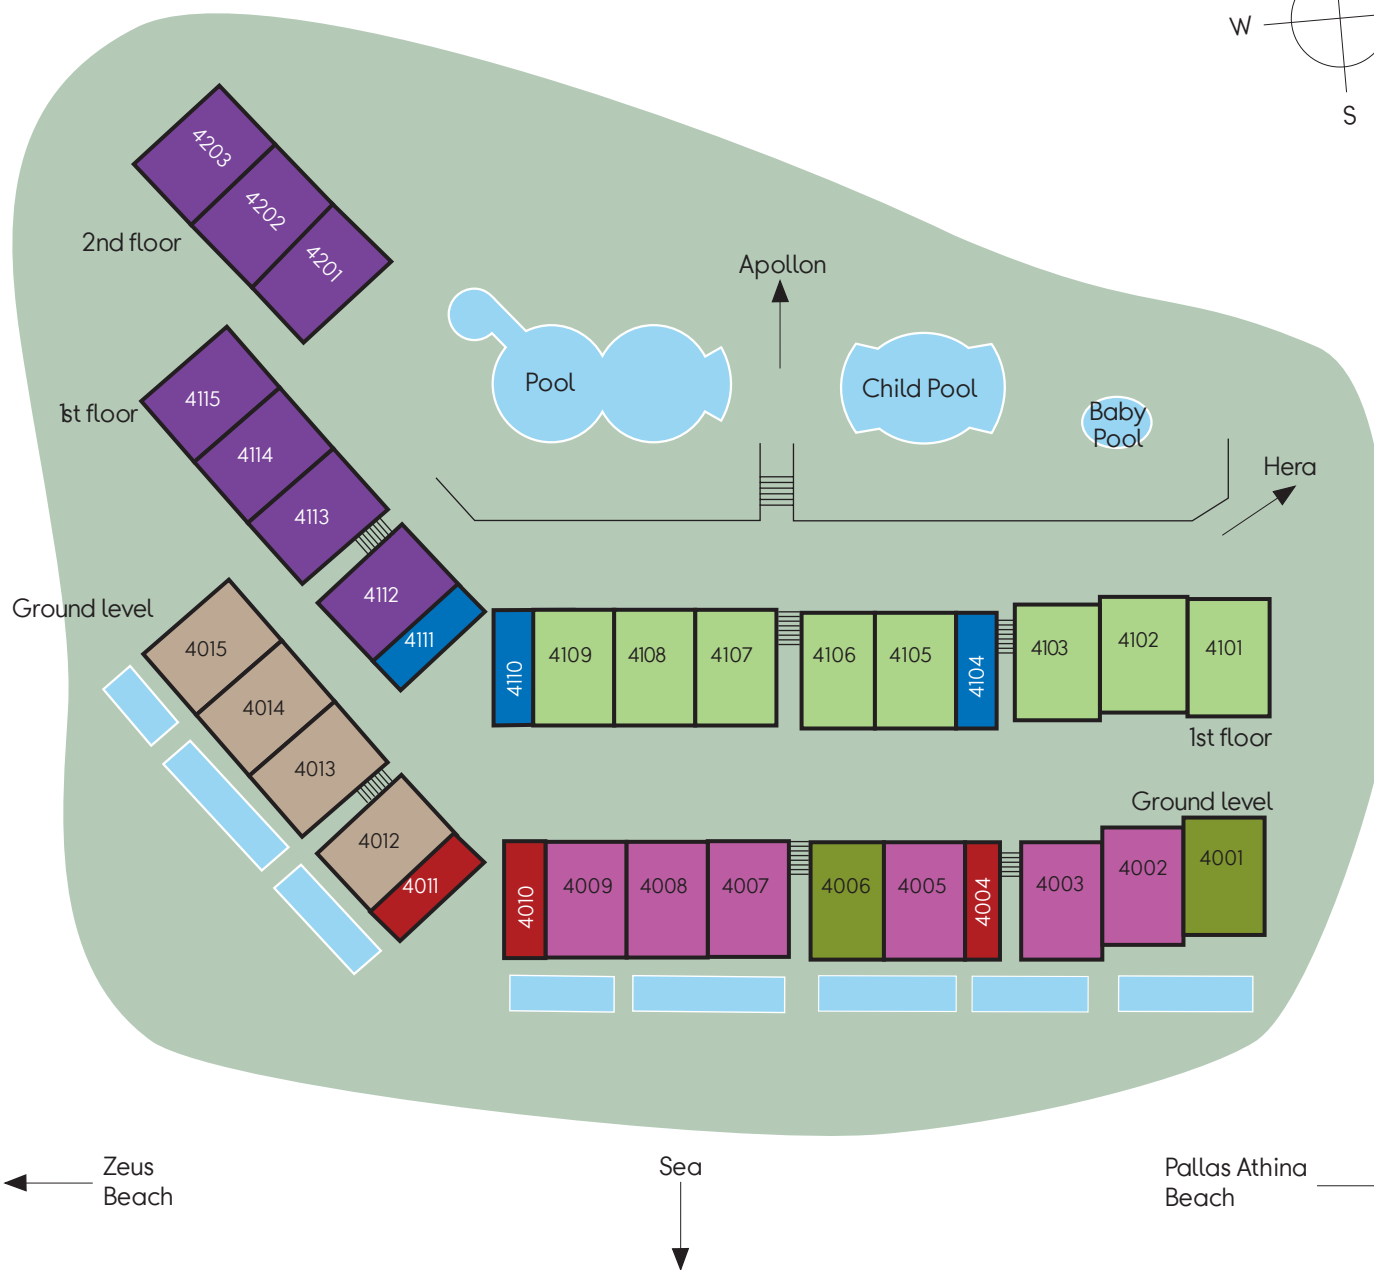 W
S
4203
4202
4201
2nd floor
Apollon
Pool
Child Pool
Baby
Pool
Hera
4115
1st floor
4114
4113
4112
4111
Ground level
4110
4109
4108
4107
4106
4105
4104
4103
4102
4101
1st floor
4015
4014
4013
4012
4011
Ground level
4010
4009
4008
4007
4006
4005
4004
4003
4002
4001
Zeus
Beach
Sea
Pallas Athina
Beach